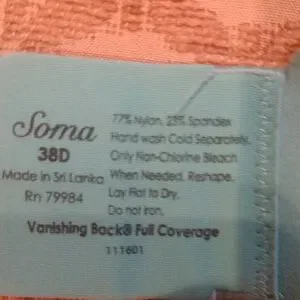 Soma
38D
Made in Sri Lanka
Rn 79984
77% Nylon, 23% Spandex
Hand wash Cold Separately.
Only Non-Chlorine Bleach
When Needed, Reshape.
Lay Flat to Dry.
Do not Iron.
Vanishing Back® Full Coverage
111601